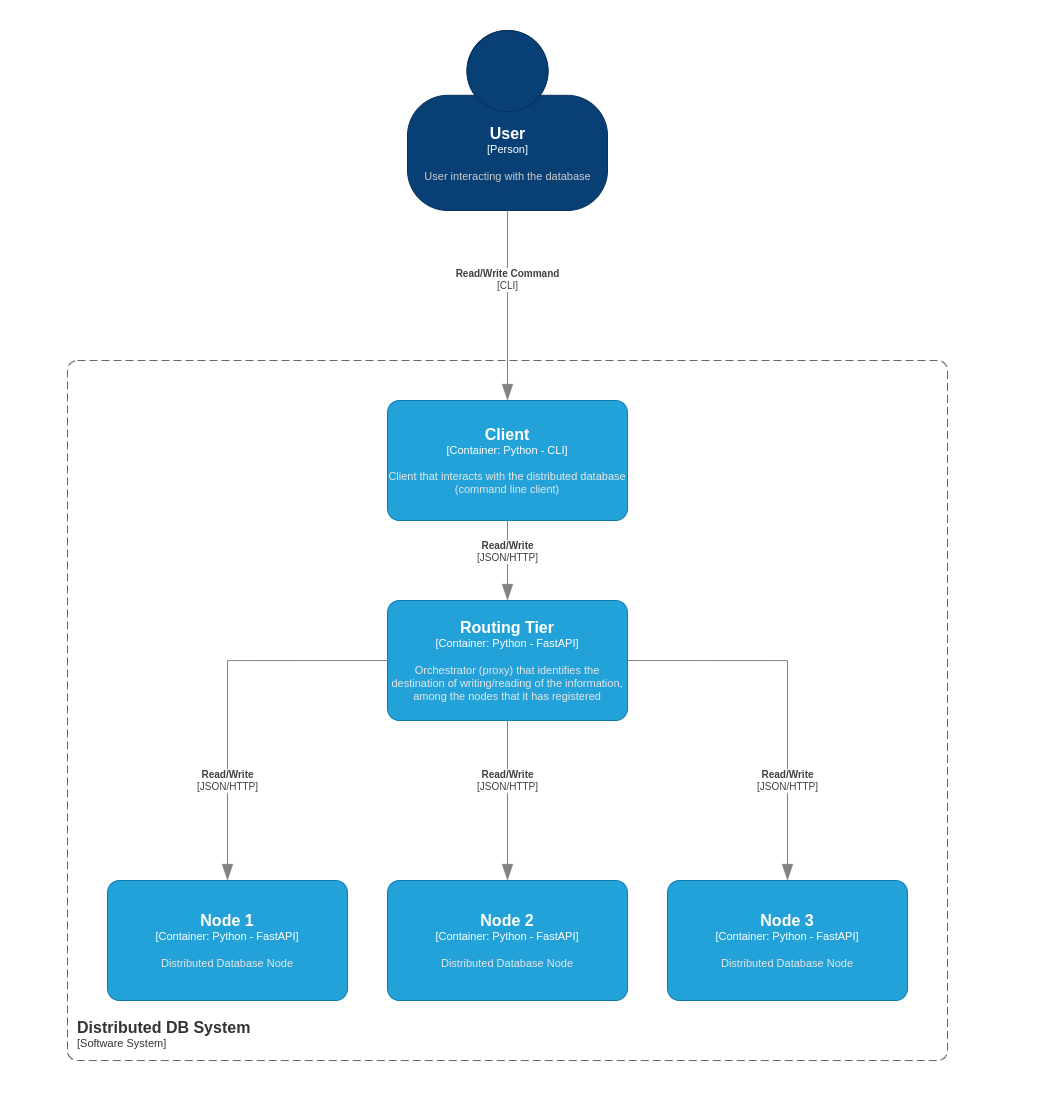 User
[Person]
User interacting with the database
Read/Write Command
[CLI]
Client
[Container: Python - CLI]
Client that interacts with the distributed database
(command line client)
Read/Write
[JSON/HTTP]
Routing Tier
[Container: Python - FastAPI]
Orchestrator (proxy) that identifies the
destination of writing/reading of the information,
among the nodes that it has registered
Read/Write
[JSON/HTTP]
Read/Write
[JSON/HTTP]
Read/Write
[JSON/HTTP]
Node 1
[Container: Python - FastAPI]
Distributed Database Node
Node 2
[Container: Python - FastAPI]
Distributed Database Node
Node 3
[Container: Python - FastAPI]
Distributed Database Node
Distributed DB System
[Software System]